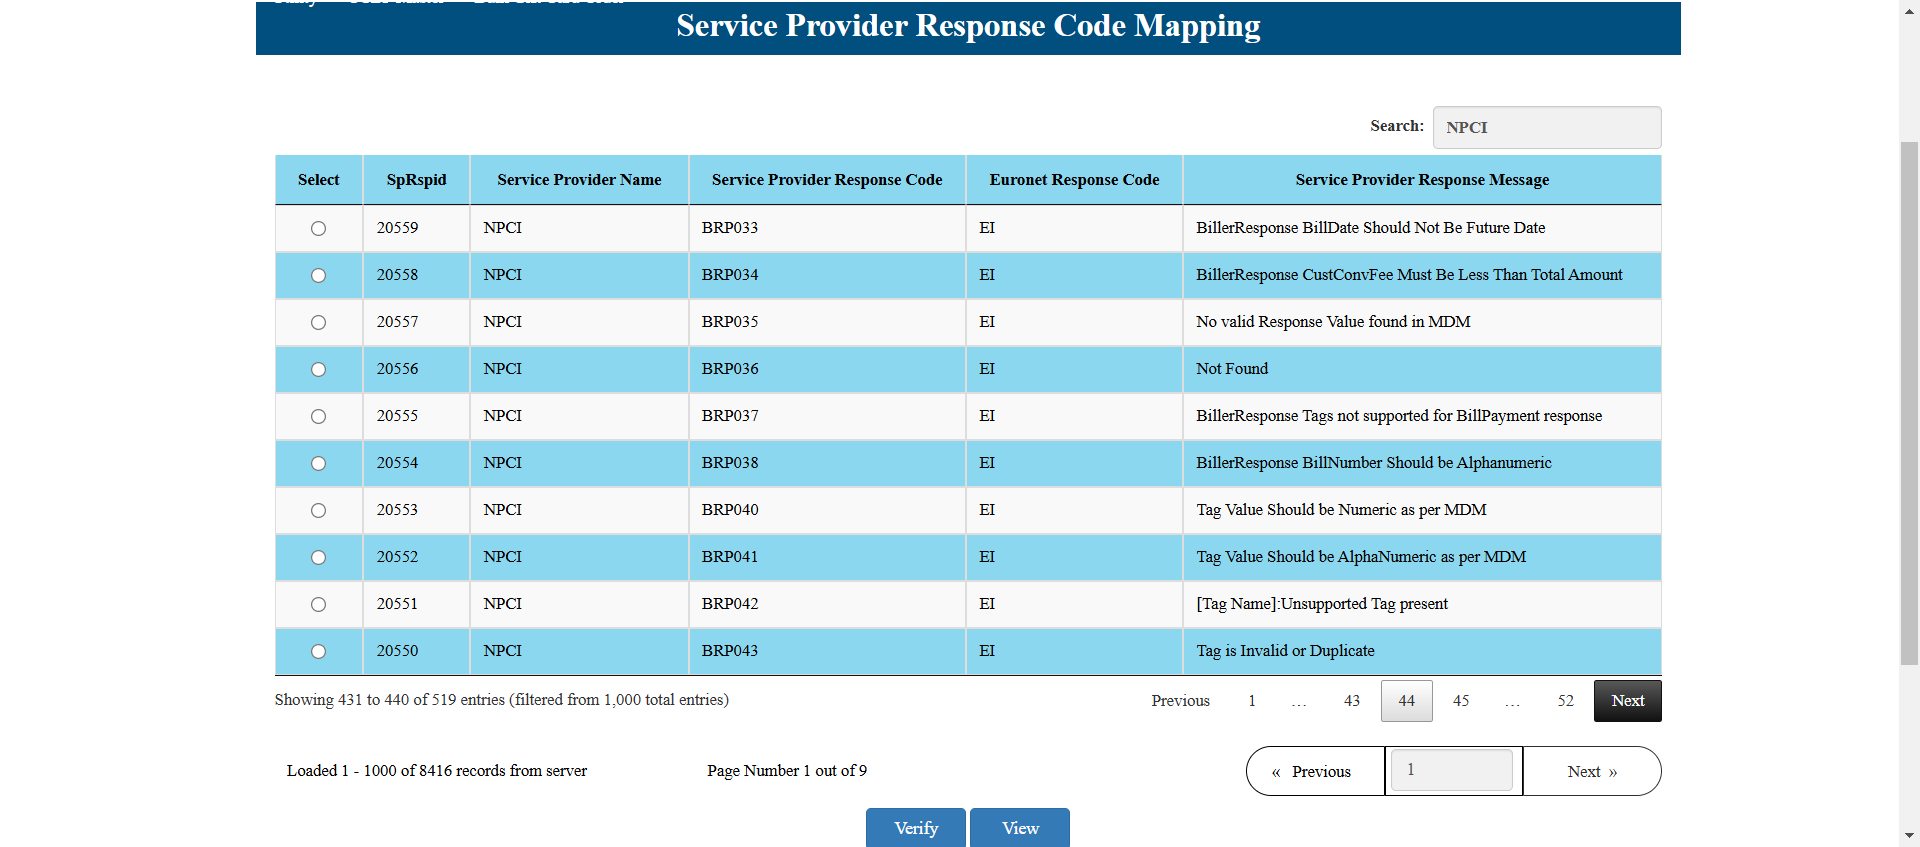 Service Provider Response Code Mapping
Search: NPCI
Select SpRspid Service Provider Name Service Provider Response Code Euronet Response Code Service Provider Response Message
20559 NPCI BRP033 EI BillerResponse BillDate Should Not Be Future Date
20558 NPCI BRP034 EI BillerResponse CustConvFee Must Be Less Than Total Amount
20557 NPCI BRP035 EI No valid Response Value found in MDM
20556 NPCI BRP036 EI Not Found
20555 NPCI BRP037 EI BillerResponse Tags not supported for BillPayment response
20554 NPCI BRP038 EI BillerResponse BillNumber Should be Alphanumeric
20553 NPCI BRP040 EI Tag Value Should be Numeric as per MDM
20552 NPCI BRP041 EI Tag Value Should be AlphaNumeric as per MDM
20551 NPCI BRP042 EI [Tag Name]:Unsupported Tag present
20550 NPCI BRP043 EI Tag is Invalid or Duplicate
Showing 431 to 440 of 519 entries (filtered from 1,000 total entries) Previous 1 … 43 44 45 … 52 Next
Loaded 1 - 1000 of 8416 records from server Page Number 1 out of 9 « Previous 1 Next »
Verify View